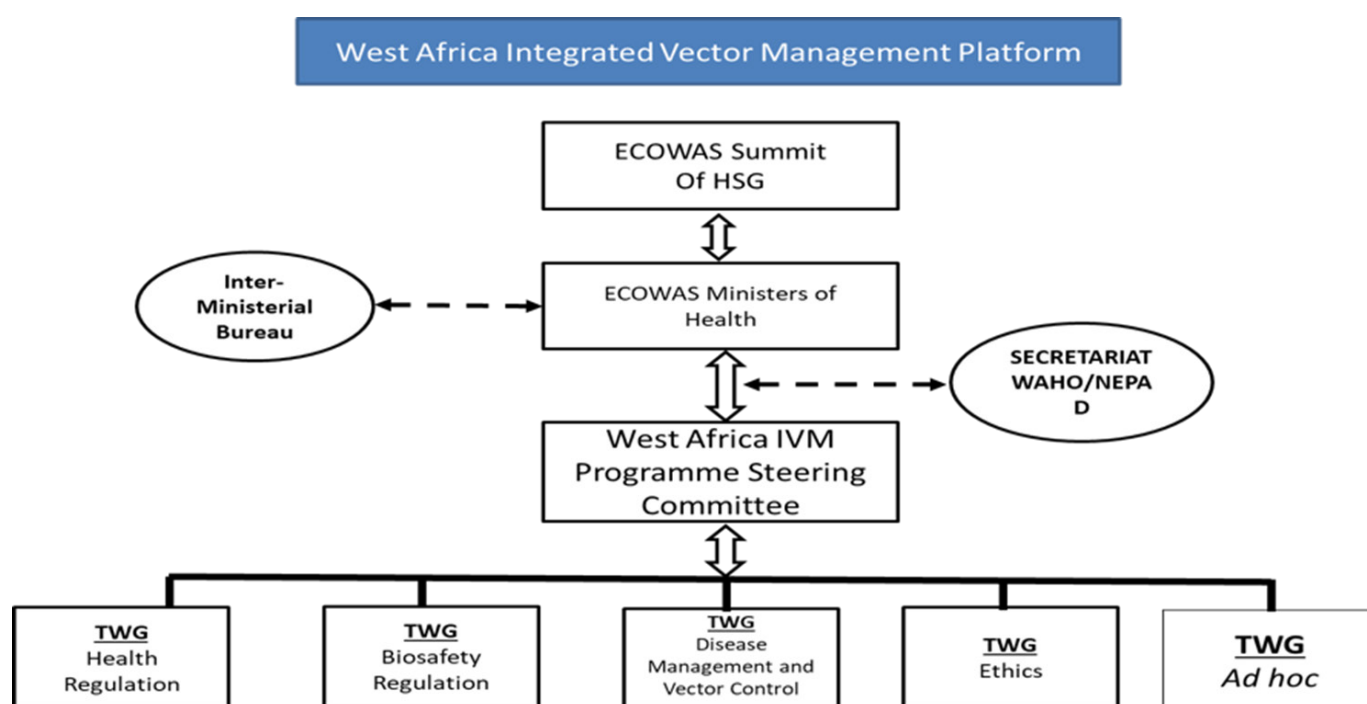 West Africa Integrated Vector Management Platform
ECOWAS Summit
Of HSG
Inter-
Ministerial
Bureau
ECOWAS Ministers of
Health
SECRETARIAT
WAHO/NEPA
D
West Africa IVM
Programme Steering
Committee
TWG
Health
Regulation
TWG
Biosafety
Regulation
TWG
Disease
Management and
Vector Control
TWG
Ethics
TWG
Ad hoc